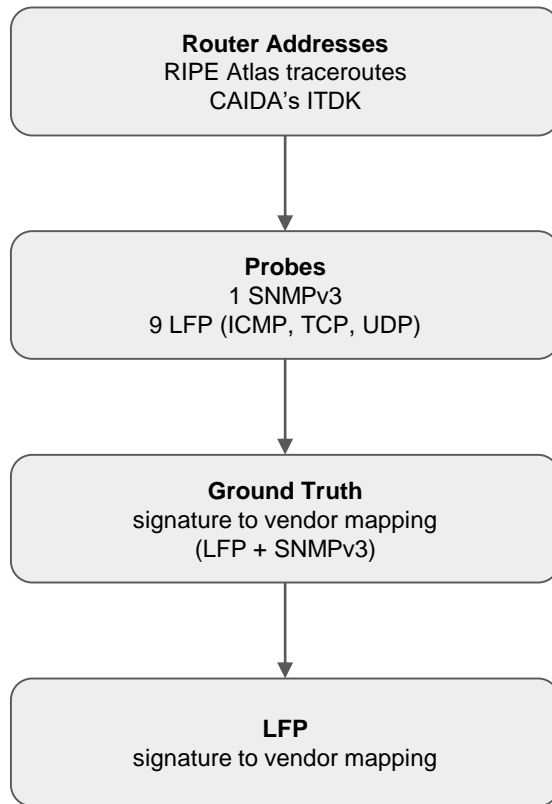 Router Addresses
RIPE Atlas traceroutes
CAIDA's ITDK
Probes
1 SNMPv3
9 LFP (ICMP, TCP, UDP)
Ground Truth
signature to vendor mapping
(LFP + SNMPv3)
LFP
signature to vendor mapping